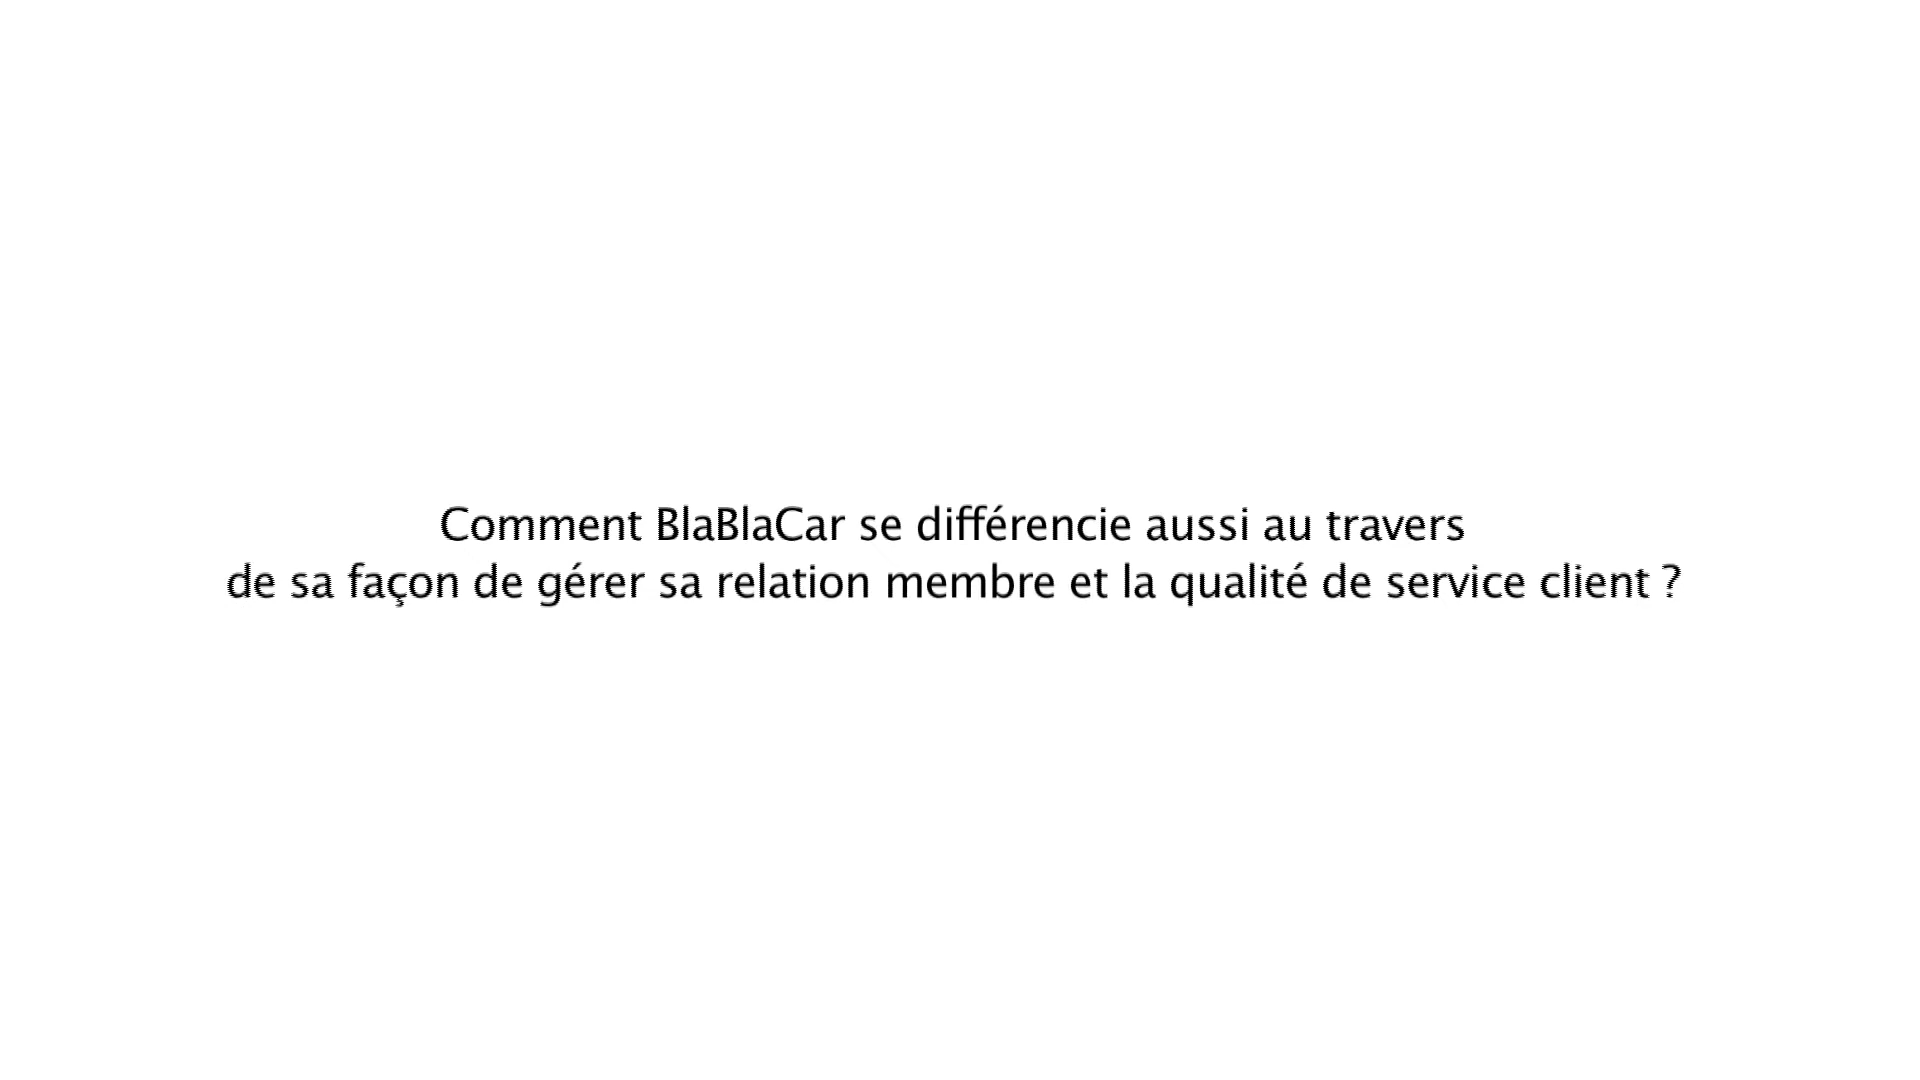 Comment BlaBlaCar se différencie aussi au travers
de sa façon de gérer sa relation membre et la qualité de service client ?